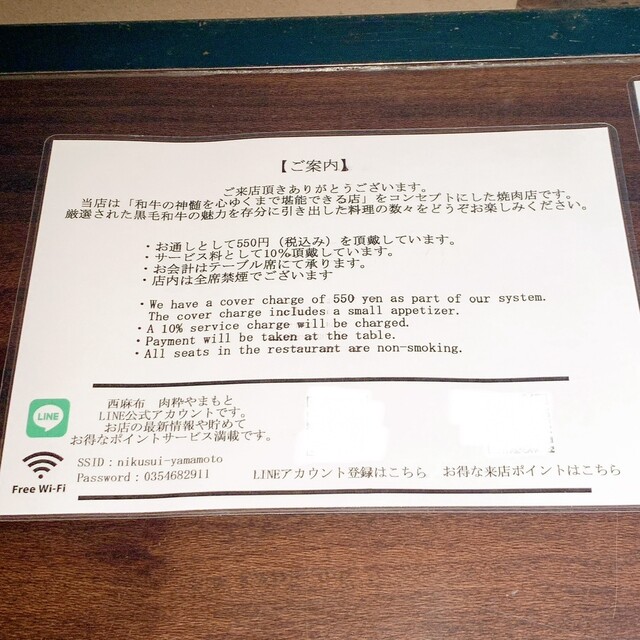 【ご案内】
ご来店頂きありがとうございます。
当店は「和牛の神髄を心ゆくまで堪能できる店」をコンセプトにした焼肉店です。
厳選された黒毛和牛の魅力を存分に引き出した料理の数々をどうぞお楽しみください。
・お通しとして550円（税込み）を頂戴しています。
・サービス料として10%頂戴しています。
・お会計はテーブル席にて承ります。
・店内は全席禁煙でございます
・We have a cover charge of 550 yen as part of our system.
The cover charge includes a small appetizer.
・A 10% service charge will be charged.
・Payment will be taken at the table.
・All seats in the restaurant are non-smoking.
LINE
西麻布 肉粋やまもと
LINE公式アカウントです。
お店の最新情報や貯めて
お得なポイントサービス満載です。
Free Wi-Fi
SSID：nikusui-yamamoto
Password：0354682911
LINEアカウント登録はこちら お得な来店ポイントはこちら